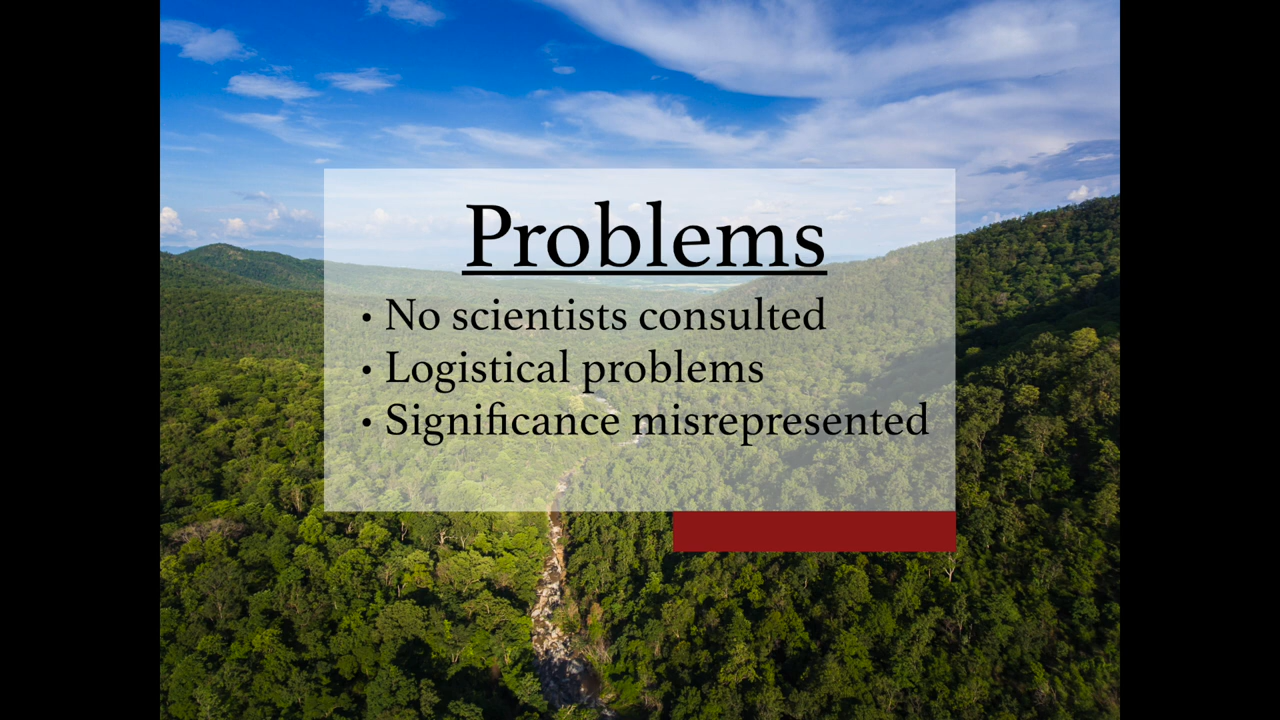 Problems
• No scientists consulted
• Logistical problems
• Significance misrepresented